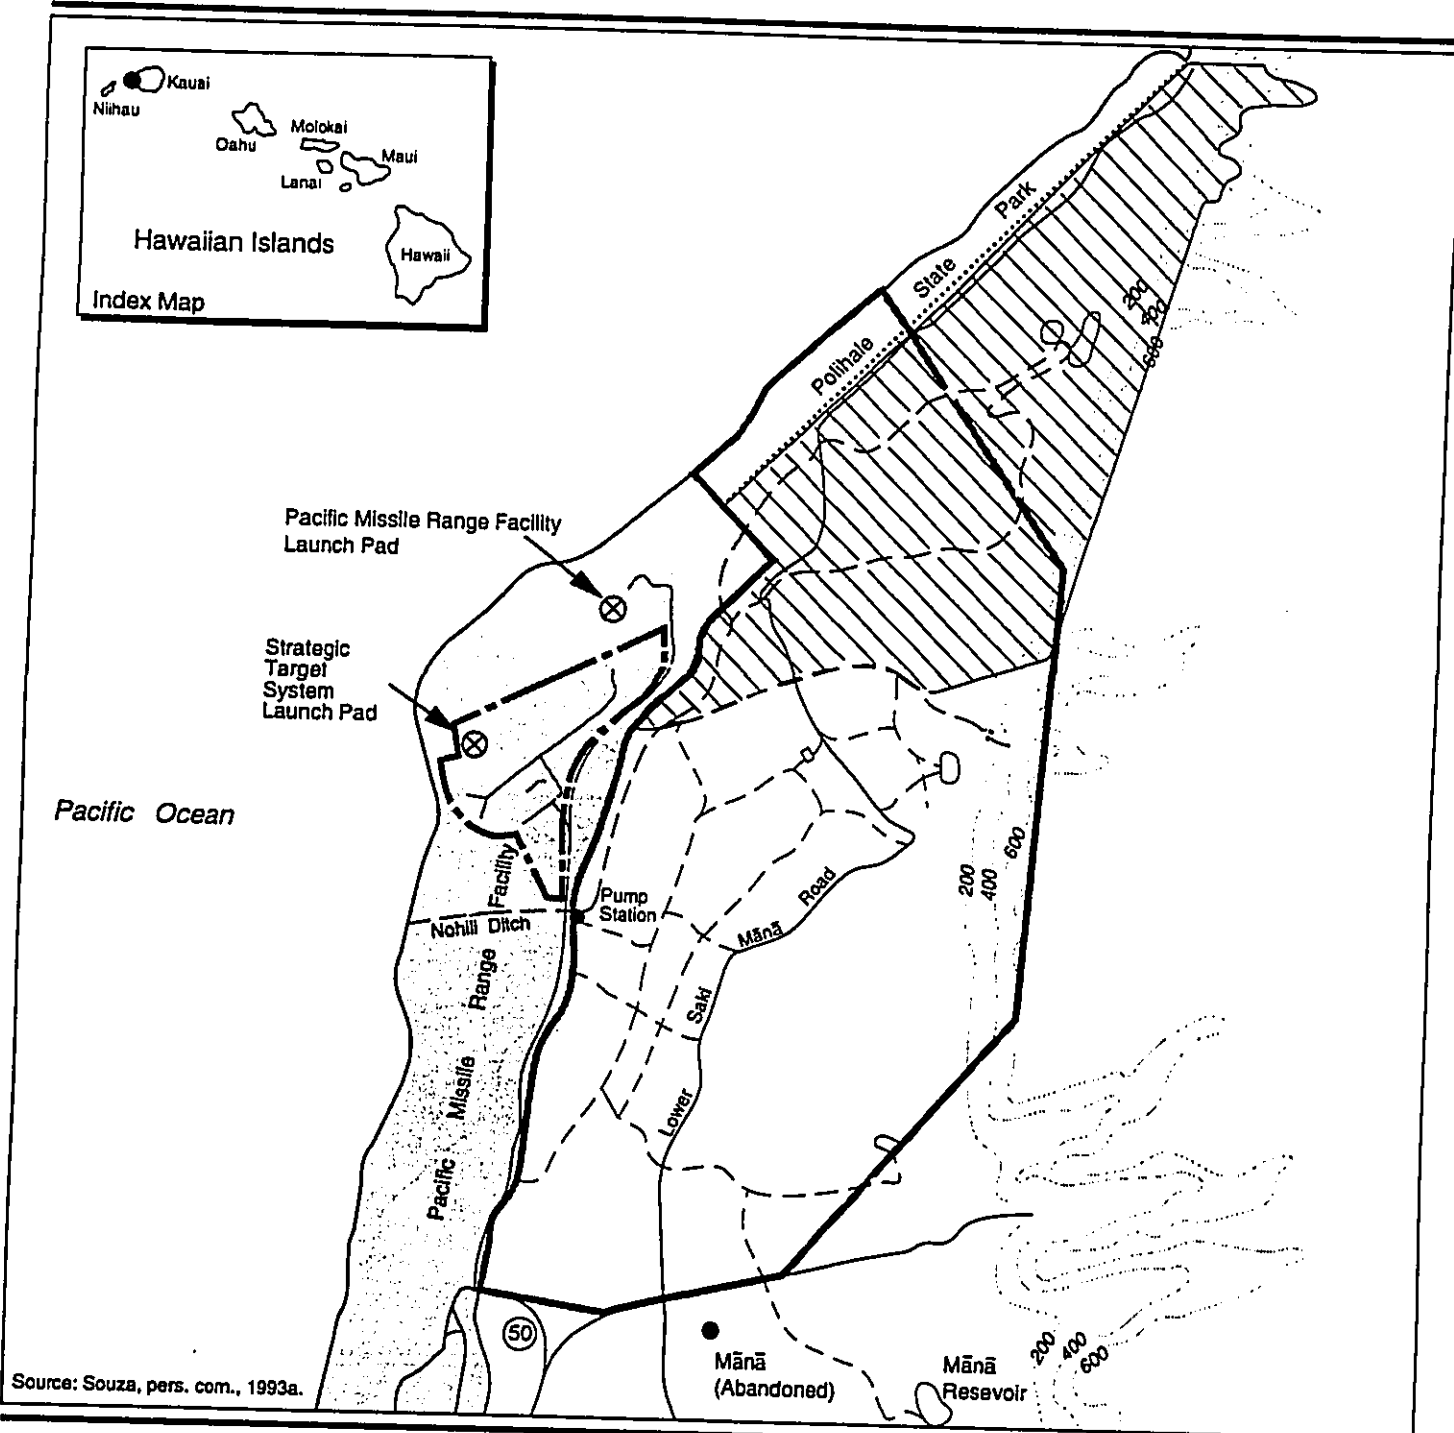 Kauai
Niihau
Oahu
Molokai
Maui
Lanai
Hawaiian Islands
Hawaii
Index Map
Polihale State Park
200
400
600
Pacific Missile Range Facility
Launch Pad
Strategic
Target
System
Launch Pad
Pacific Ocean
Pump
Station
Nohili Ditch
Pacific Missile Range Facility
Lower Saki Mānā Road
200
400
600
50
Mānā
(Abandoned)
Mānā
Resevoir
200
400
600
Source: Souza, pers. com., 1993a.